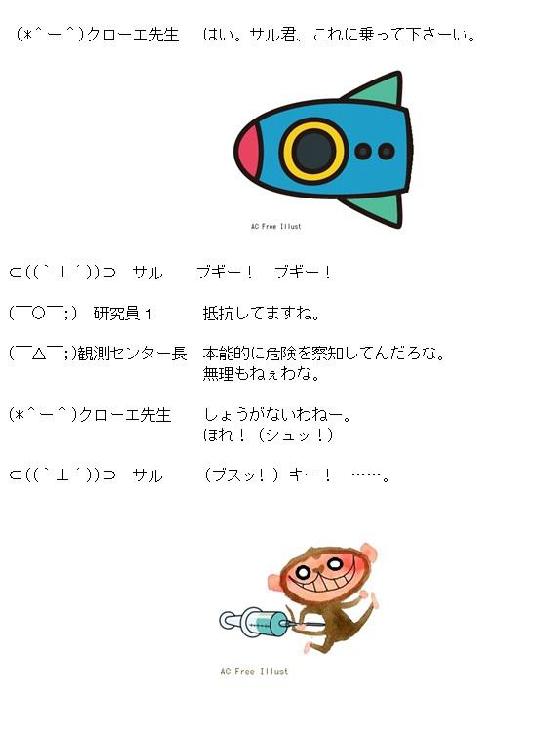 (*＾ー＾)クローエ先生　はい。サル君、これに乗って下さーい。
AC Free Illust
⊂((｀┴´))⊃　サル　ブギー！　ブギー！
(￣○￣;)　研究員１　抵抗してますね。
(￣△￣;)観測センター長　本能的に危険を察知してんだろな。
無理もねぇわな。
(*＾ー＾)クローエ先生　しょうがないわねー。
ほれ！（シュッ！）
⊂((｀⊥´))⊃　サル　（ブスッ！）キ…！　……。
AC Free Illust